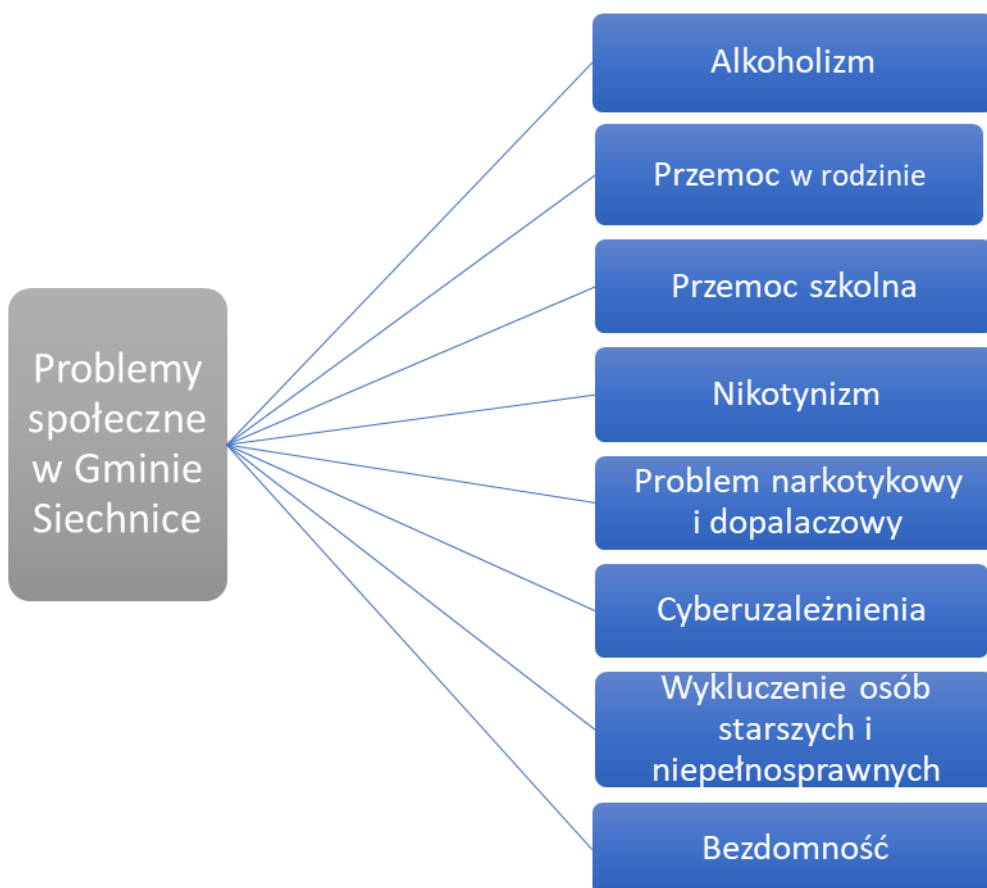 Problemy
społeczne
w Gminie
Siechnice
Alkoholizm
Przemoc w rodzinie
Przemoc szkolna
Nikotynizm
Problem narkotykowy
i dopalaczowy
Cyberuzależnienia
Wykluczenie osób
starszych i
niepełnosprawnych
Bezdomność